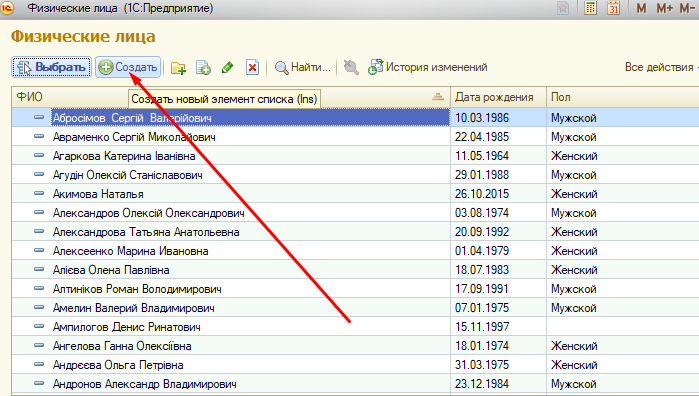 Физические лица (1С:Предприятие)
M M+ M-
Физические лица
Выбрать Создать Найти... История изменений Все действия
ФИО Дата рождения Пол
Создать новый элемент списка (Ins)
Абросімов Сергій Валерійович 10.03.1986 Мужской
Авраменко Сергій Миколайович 22.04.1985 Мужской
Агаркова Катерина Іванівна 11.05.1964 Женский
Агудін Олексій Станіславович 29.01.1988 Мужской
Акимова Наталья 26.10.2015 Женский
Александров Олексій Олександрович 03.08.1974 Мужской
Александрова Татьяна Анатольевна 20.09.1992 Женский
Алексеенко Марина Ивановна 01.04.1979 Женский
Алієва Олена Павлівна 18.07.1983 Женский
Алтиніков Роман Володимирович 17.09.1991 Мужской
Амелин Валерий Владимирович 07.01.1975 Мужской
Ампилогов Денис Ринатович 15.11.1997
Ангелова Ганна Олексіївна 18.01.1974 Женский
Андрєєва Ольга Петрівна 31.03.1975 Женский
Андронов Александр Владимирович 23.12.1984 Мужской